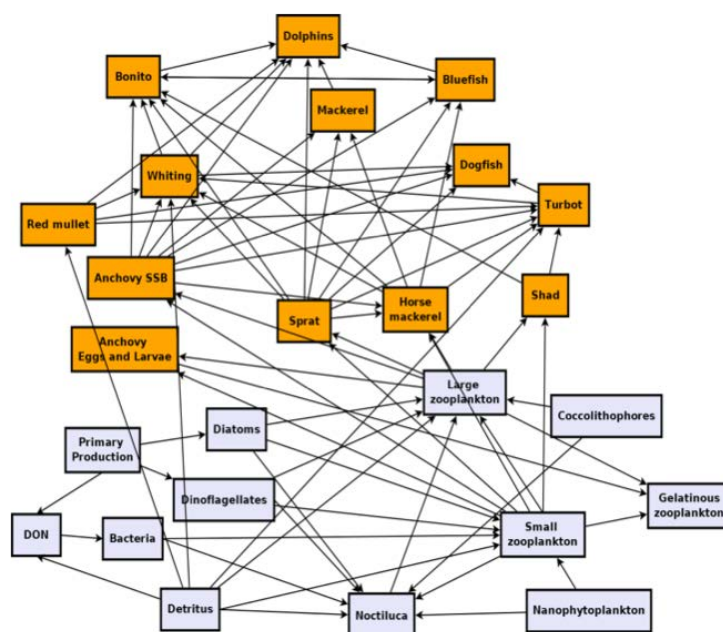 Dolphins
Bonito
Bluefish
Mackerel
Dogfish
Whiting
Turbot
Red mullet
Anchovy SSB
Sprat
Horse
mackerel
Shad
Anchovy
Eggs and Larvae
Large
zooplankton
Coccolithophores
Diatoms
Primary
Production
Dinoflagellates
Gelatinous
zooplankton
DON
Bacteria
Small
zooplankton
Detritus
Noctiluca
Nanophytoplankton